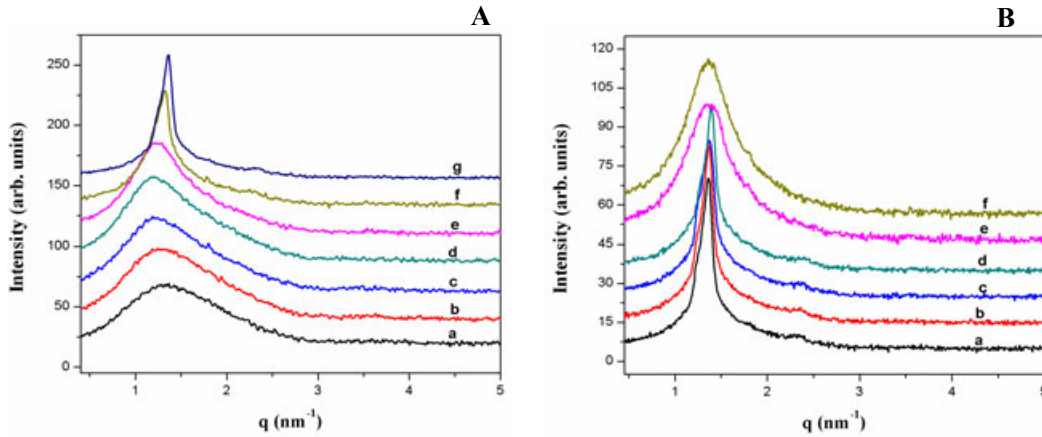 A
250
200
150
100
50
0
Intensity (arb. units)
g
f
e
d
c
b
a
1
2
3
4
5
q (nm⁻¹)
B
120
105
90
75
60
45
30
15
0
Intensity (arb. units)
f
e
d
c
b
a
1
2
3
4
5
q (nm⁻¹)